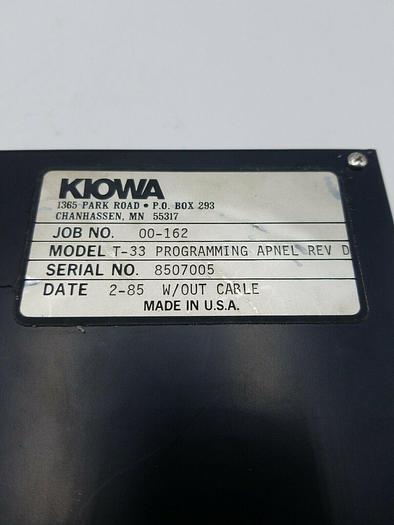 KIOWA
1365 PARK ROAD • P.O. BOX 293
CHANHASSEN, MN 55317
JOB NO. 00-162
MODEL T-33 PROGRAMMING APNEL REV D
SERIAL NO. 8507005
DATE 2-85 W/OUT CABLE
MADE IN U.S.A.